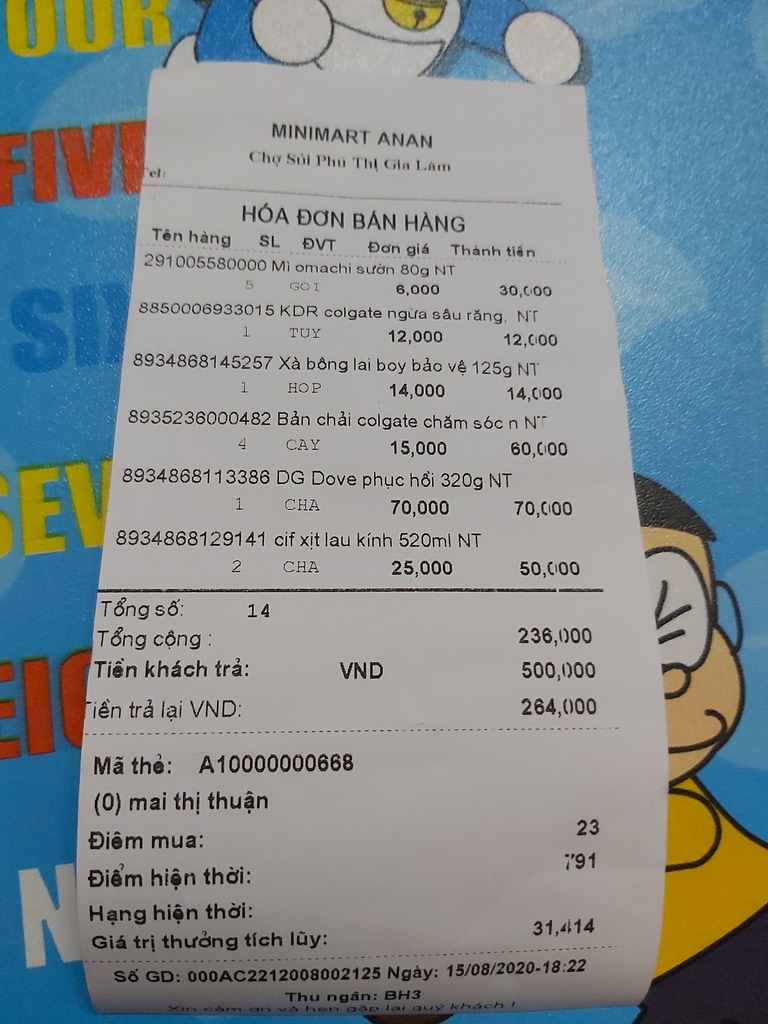 OUR
FIVE
SIX
SEV
EIG
N
MINIMART ANAN
Chợ Sủi Phú Thị Gia Lâm
Tel:
HÓA ĐƠN BÁN HÀNG
Tên hàng SL ĐVT Đơn giá Thành tiền
291005580000 Mì omachi sườn 80g NT
5 GOI 6,000 30,000
8850006933015 KDR colgate ngừa sâu răng, NT
1 TUY 12,000 12,000
8934868145257 Xà bông lai boy bảo vệ 125g NT
1 HOP 14,000 14,000
8935236000482 Bản chải colgate chăm sóc n NT
4 CAY 15,000 60,000
8934868113386 DG Dove phục hồi 320g NT
1 CHA 70,000 70,000
8934868129141 cif xịt lau kính 520ml NT
2 CHA 25,000 50,000
Tổng số: 14
Tổng cộng : 236,000
Tiền khách trả: VND 500,000
Tiền trả lại VND: 264,000
Mã thẻ: A10000000668
(0) mai thị thuận
Điểm mua: 23
Điểm hiện thời: 791
Hạng hiện thời:
Giá trị thưởng tích lũy: 31,414
Số GD: 000AC2212008002125 Ngày: 15/08/2020-18:22
Thu ngân: BH3
Xin cám ơn và hẹn gặp lại quý khách !